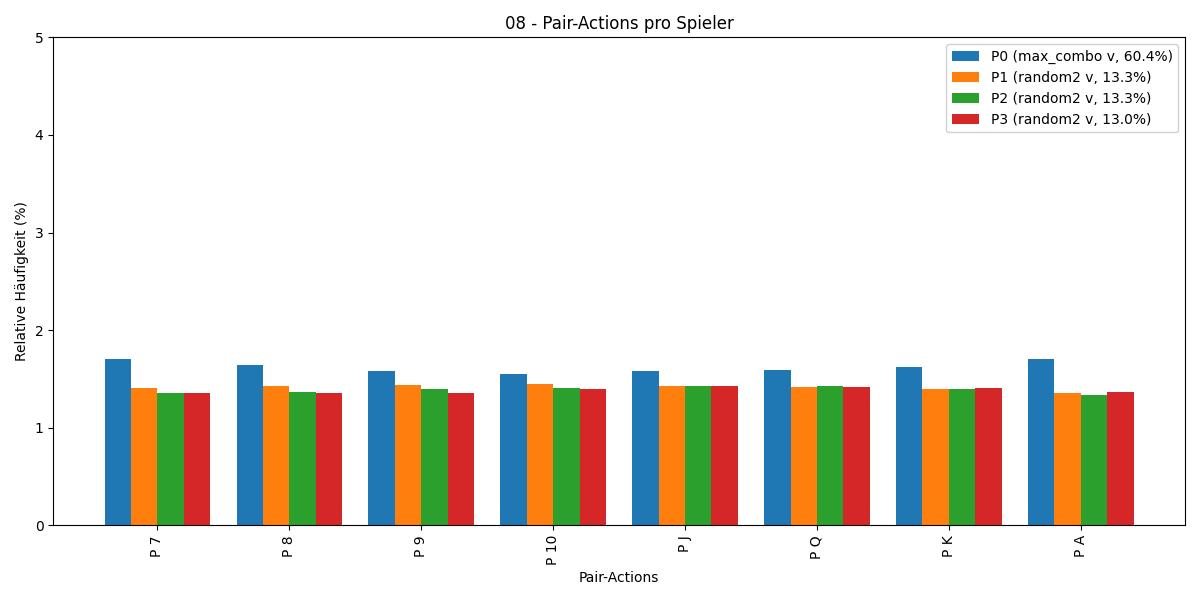 08 - Pair-Actions pro Spieler
Relative Häufigkeit (%)
5
4
3
2
1
0
P0 (max_combo v, 60.4%)
P1 (random2 v, 13.3%)
P2 (random2 v, 13.3%)
P3 (random2 v, 13.0%)
P 7
P 8
P 9
P 10
P J
P Q
P K
P A
Pair-Actions